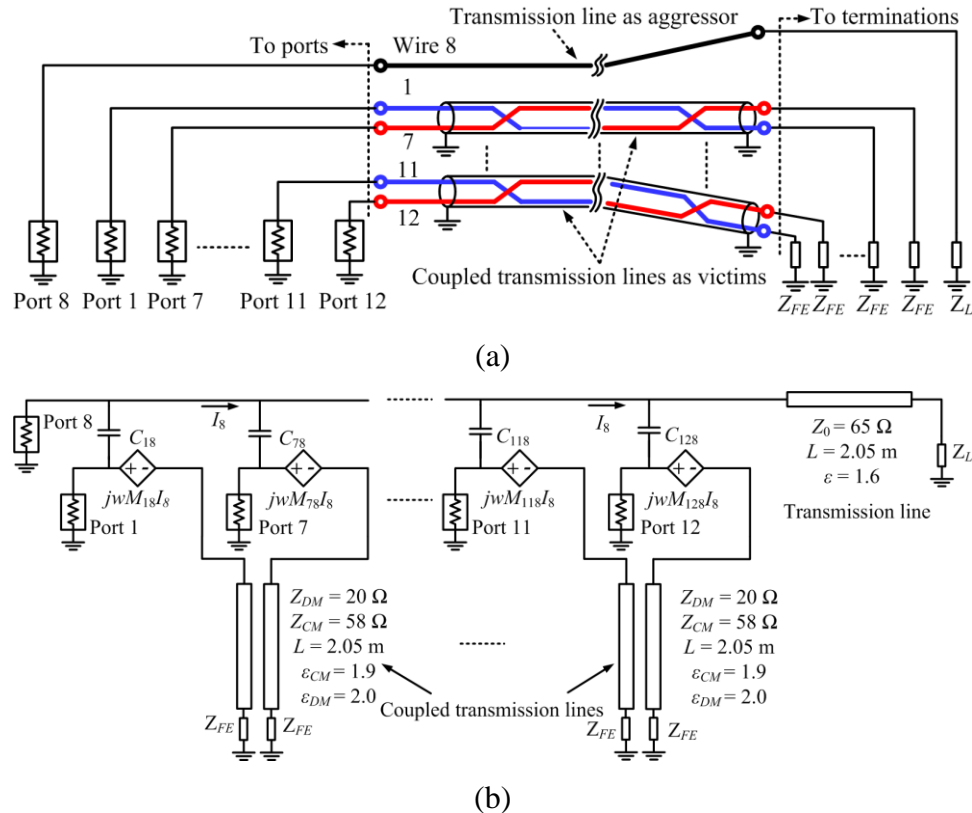 Transmission line as aggressor
To terminations
To ports
Wire 8
1
7
11
12
Coupled transmission lines as victims
Port 8 Port 1 Port 7 Port 11 Port 12
Z_FE Z_FE Z_FE Z_FE Z_L
(a)
Port 8
I_8
I_8
C_18
C_78
C_118
C_128
Z_0 = 65 Ω
L = 2.05 m
ε = 1.6
Z_L
Transmission line
jwM_18I_8
jwM_78I_8
jwM_118I_8
jwM_128I_8
Port 1
Port 7
Port 11
Port 12
Z_DM = 20 Ω
Z_CM = 58 Ω
L = 2.05 m
ε_CM = 1.9
ε_DM = 2.0
Z_DM = 20 Ω
Z_CM = 58 Ω
L = 2.05 m
ε_CM = 1.9
ε_DM = 2.0
Coupled transmission lines
Z_FE Z_FE
Z_FE Z_FE
(b)